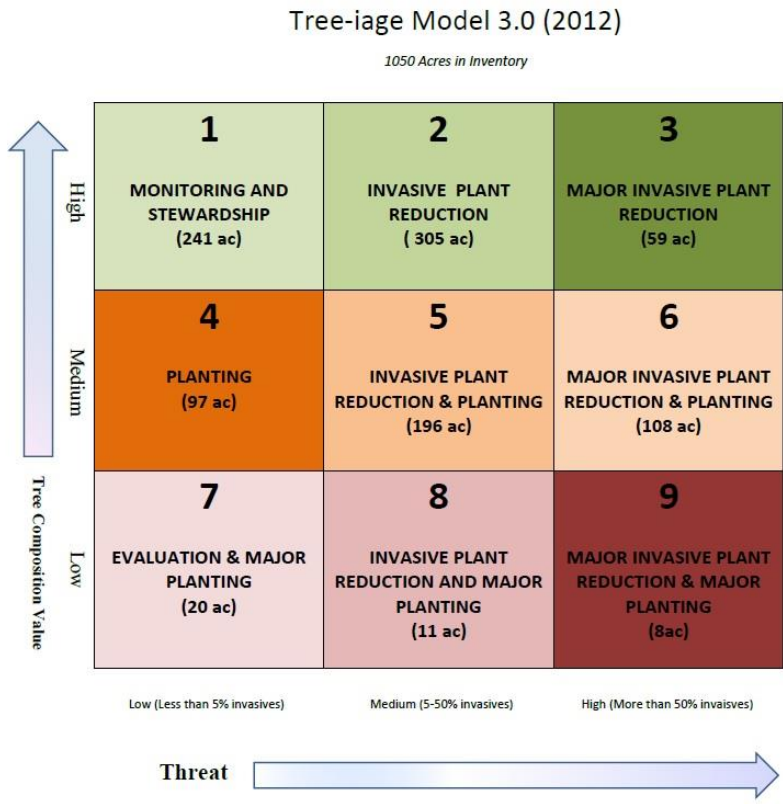 Tree-iage Model 3.0 (2012)
1050 Acres in Inventory
High
1
MONITORING AND
STEWARDSHIP
(241 ac)
2
INVASIVE PLANT
REDUCTION
( 305 ac)
3
MAJOR INVASIVE PLANT
REDUCTION
(59 ac)
Medium
4
PLANTING
(97 ac)
5
INVASIVE PLANT
REDUCTION & PLANTING
(196 ac)
6
MAJOR INVASIVE PLANT
REDUCTION & PLANTING
(108 ac)
Tree Composition Value
Low
7
EVALUATION & MAJOR
PLANTING
(20 ac)
8
INVASIVE PLANT
REDUCTION AND MAJOR
PLANTING
(11 ac)
9
MAJOR INVASIVE PLANT
REDUCTION & MAJOR
PLANTING
(8ac)
Low (Less than 5% invasives)
Medium (5-50% invasives)
High (More than 50% invaisves)
Threat